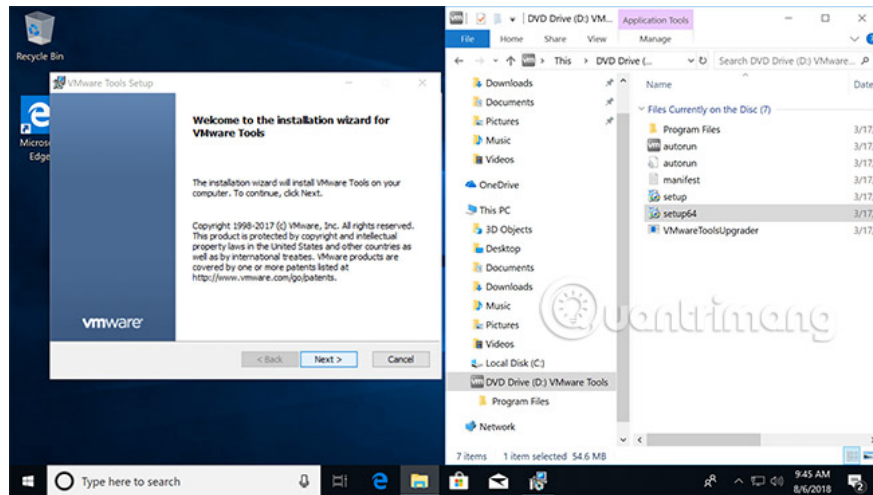 Recycle Bin
Microso
Edge
VMware Tools Setup
Welcome to the installation wizard for
VMware Tools
The installation wizard will install VMware Tools on your
computer. To continue, click Next.
Copyright 1998-2017 (c) VMware, Inc. All rights reserved.
This product is protected by copyright and intellectual
property laws in the United States and other countries as
well as by international treaties. VMware products are
covered by one or more patents listed at
http://www.vmware.com/go/patents.
vmware
< Back
Next >
Cancel
DVD Drive (D:) VM...
Application Tools
File
Home
Share
View
Manage
This
DVD Drive (...
Search DVD Drive (D:) VMware...
Downloads
Documents
Pictures
Music
Videos
OneDrive
This PC
3D Objects
Desktop
Documents
Downloads
Music
Pictures
Videos
Local Disk (C:)
DVD Drive (D:) VMware Tools
Program Files
Network
Name
Date
Files Currently on the Disc (7)
Program Files 3/17/
autorun 3/17/
autorun 3/17/
manifest 3/17/
setup 3/17/
setup64 3/17/
VMwareToolsUpgrader 3/17/
Quantrimang
7 items 1 item selected 54.6 MB
Type here to search
9:45 AM
8/6/2018
2